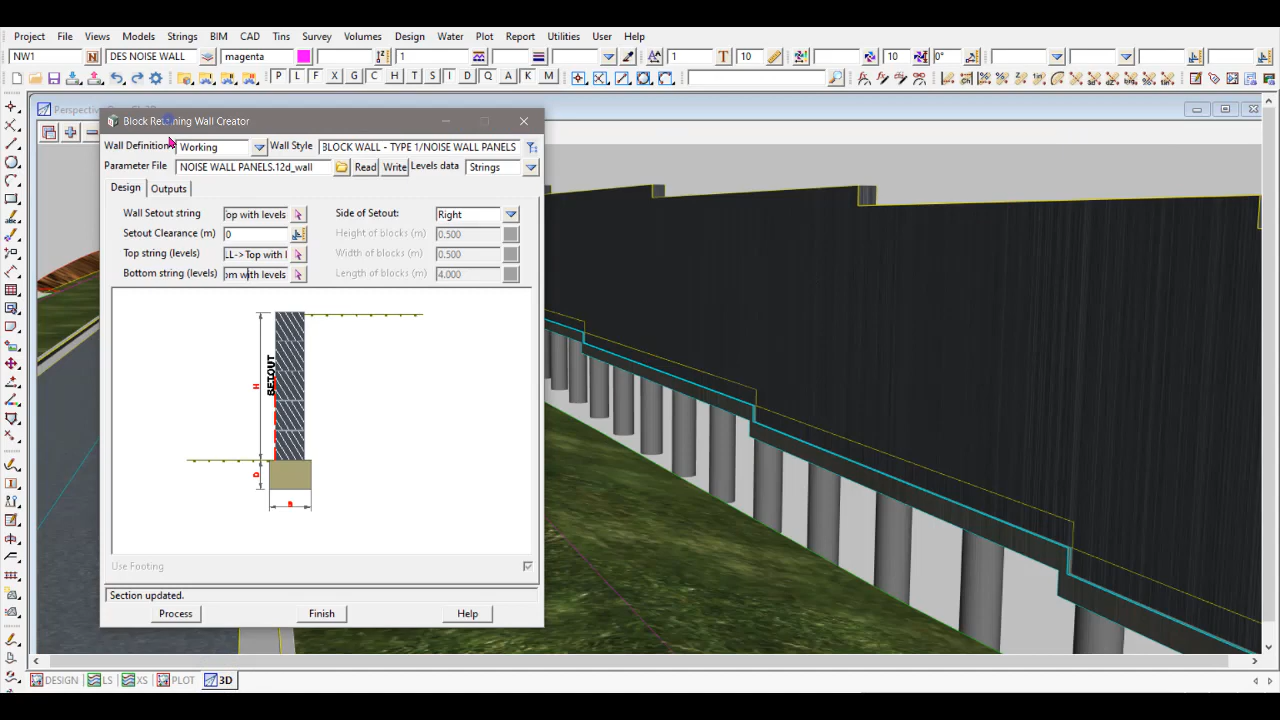 Project File Views Models Strings BIM CAD Tins Survey Volumes Drainage Design Water Plot Report Utilities User Help
NW1 N DES NOISE WALL magenta 1 1 T 10 10 0°
P L F X G C H T S I D Q A K M
Block Retaining Wall Creator
Wall Definition Working Wall Style BLOCK WALL - TYPE 1/NOISE WALL PANELS
Parameter File NOISE WALL PANELS.12d_wall Read Write Levels data Strings
Design Outputs
Wall Setout string Top with levels Side of Setout: Right
Setout Clearance (m) 0 Height of blocks (m) 0.500
Top string (levels) LL->Top with l Width of blocks (m) 0.500
Bottom string (levels) om with levels Length of blocks (m) 4.000
H
BETOUT
D
B
Use Footing
Section updated.
Process Finish Help
DESIGN LS XS PLOT 3D